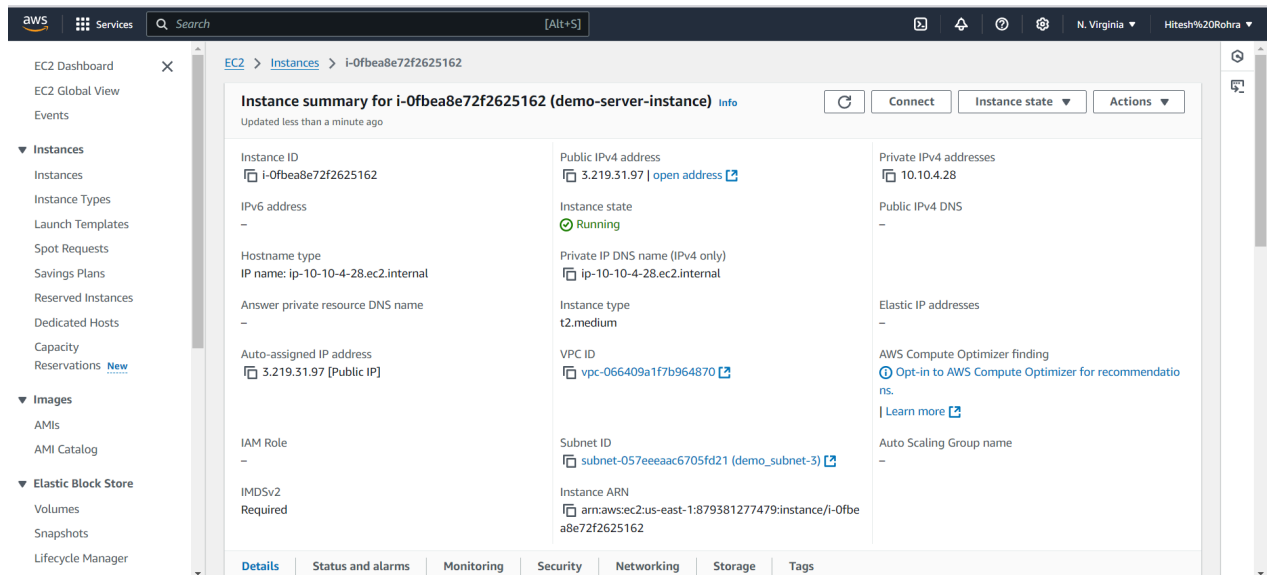 aws
Services
Search
[Alt+S]
N. Virginia ▼
Hitesh%20Rohra ▼
EC2 Dashboard
EC2 Global View
Events
▼ Instances
Instances
Instance Types
Launch Templates
Spot Requests
Savings Plans
Reserved Instances
Dedicated Hosts
Capacity
Reservations New
▼ Images
AMIs
AMI Catalog
▼ Elastic Block Store
Volumes
Snapshots
Lifecycle Manager
EC2 > Instances > i-0fbea8e72f2625162
Instance summary for i-0fbea8e72f2625162 (demo-server-instance) Info
Updated less than a minute ago
Connect
Instance state ▼
Actions ▼
Instance ID
i-0fbea8e72f2625162
Public IPv4 address
3.219.31.97 | open address
Private IPv4 addresses
10.10.4.28
IPv6 address
–
Instance state
Running
Public IPv4 DNS
–
Hostname type
IP name: ip-10-10-4-28.ec2.internal
Private IP DNS name (IPv4 only)
ip-10-10-4-28.ec2.internal
Answer private resource DNS name
–
Instance type
t2.medium
Elastic IP addresses
–
Auto-assigned IP address
3.219.31.97 [Public IP]
VPC ID
vpc-066409a1f7b964870
AWS Compute Optimizer finding
Opt-in to AWS Compute Optimizer for recommendatio
ns.
| Learn more
IAM Role
–
Subnet ID
subnet-057eeeaac6705fd21 (demo_subnet-3)
Auto Scaling Group name
–
IMDSv2
Required
Instance ARN
arn:aws:ec2:us-east-1:879381277479:instance/i-0fbe
a8e72f2625162
Details
Status and alarms
Monitoring
Security
Networking
Storage
Tags